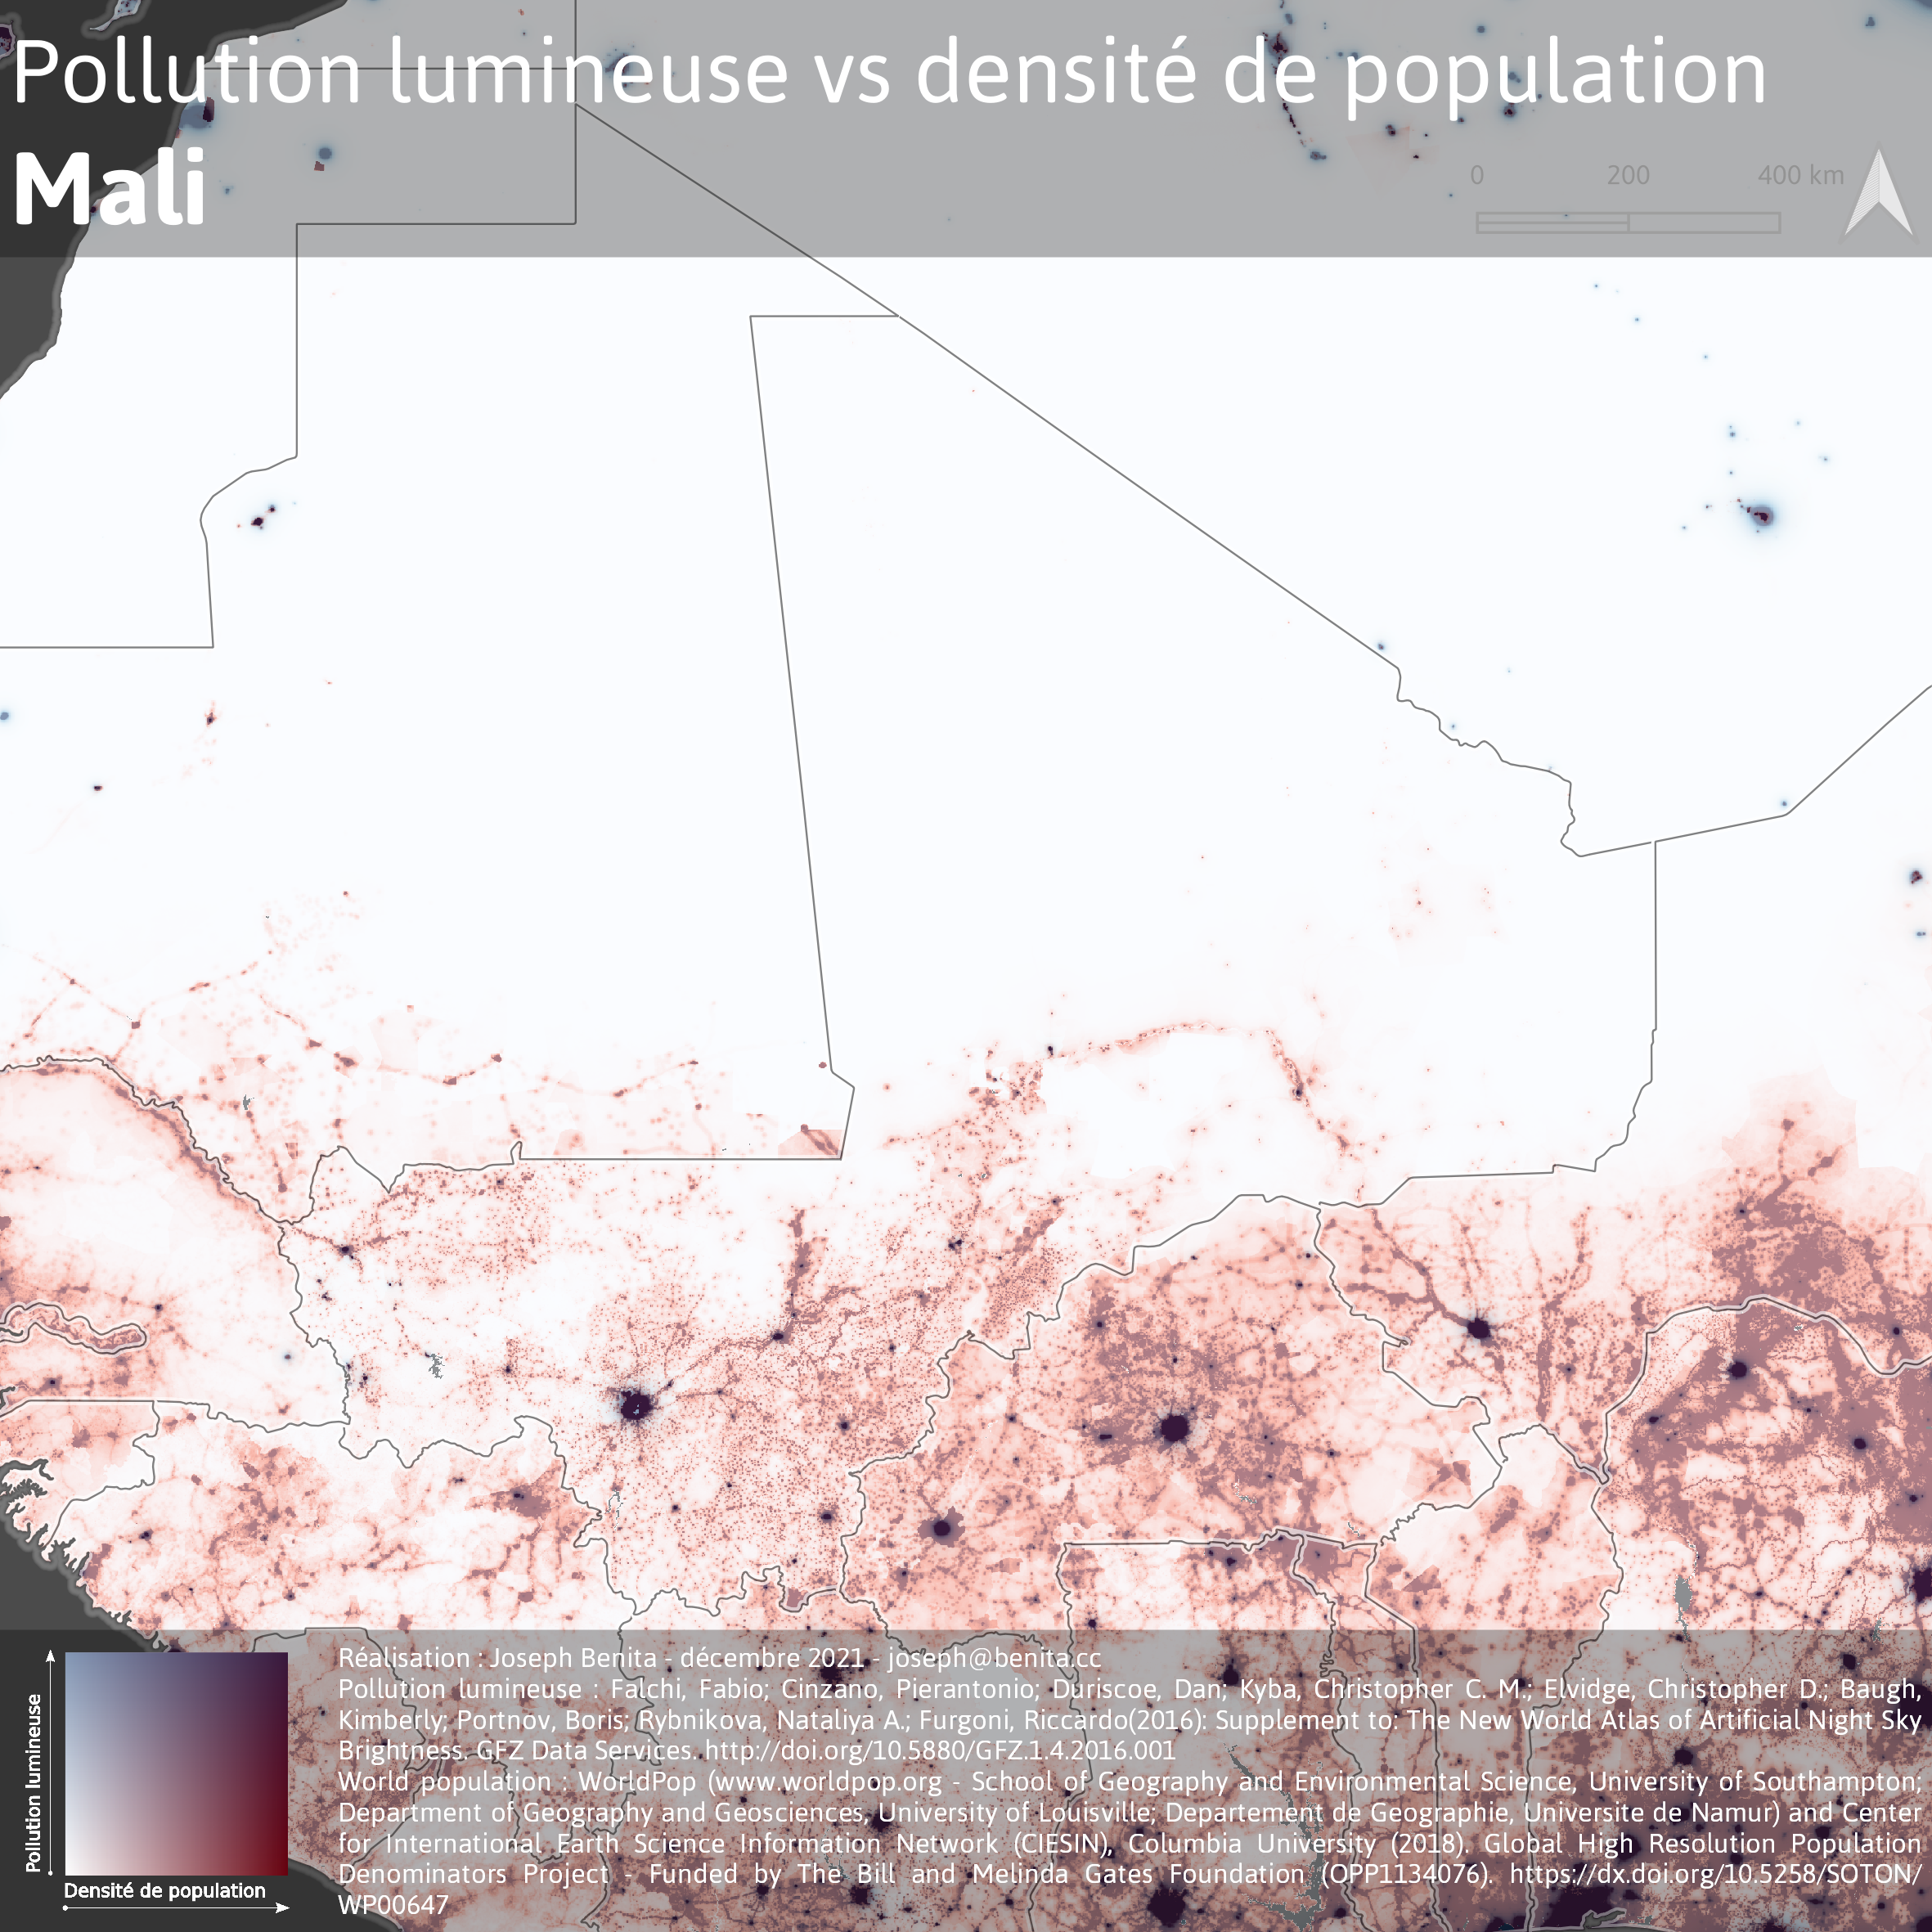 Pollution lumineuse vs densité de population
Mali
0 200 400 km
Réalisation : Joseph Benita - décembre 2021 - joseph@benita.cc
Pollution lumineuse : Falchi, Fabio; Cinzano, Pierantonio; Duriscoe, Dan; Kyba, Christopher C. M.; Elvidge, Christopher D.; Baugh,
Kimberly; Portnov, Boris; Rybnikova, Nataliya A.; Furgoni, Riccardo(2016): Supplement to: The New World Atlas of Artificial Night Sky
Brightness. GFZ Data Services. http://doi.org/10.5880/GFZ.1.4.2016.001
World population : WorldPop (www.worldpop.org - School of Geography and Environmental Science, University of Southampton;
Department of Geography and Geosciences, University of Louisville; Departement de Geographie, Universite de Namur) and Center
for International Earth Science Information Network (CIESIN), Columbia University (2018). Global High Resolution Population
Denominators Project - Funded by The Bill and Melinda Gates Foundation (OPP1134076). https://dx.doi.org/10.5258/SOTON/
WP00647
Pollution lumineuse
Densité de population